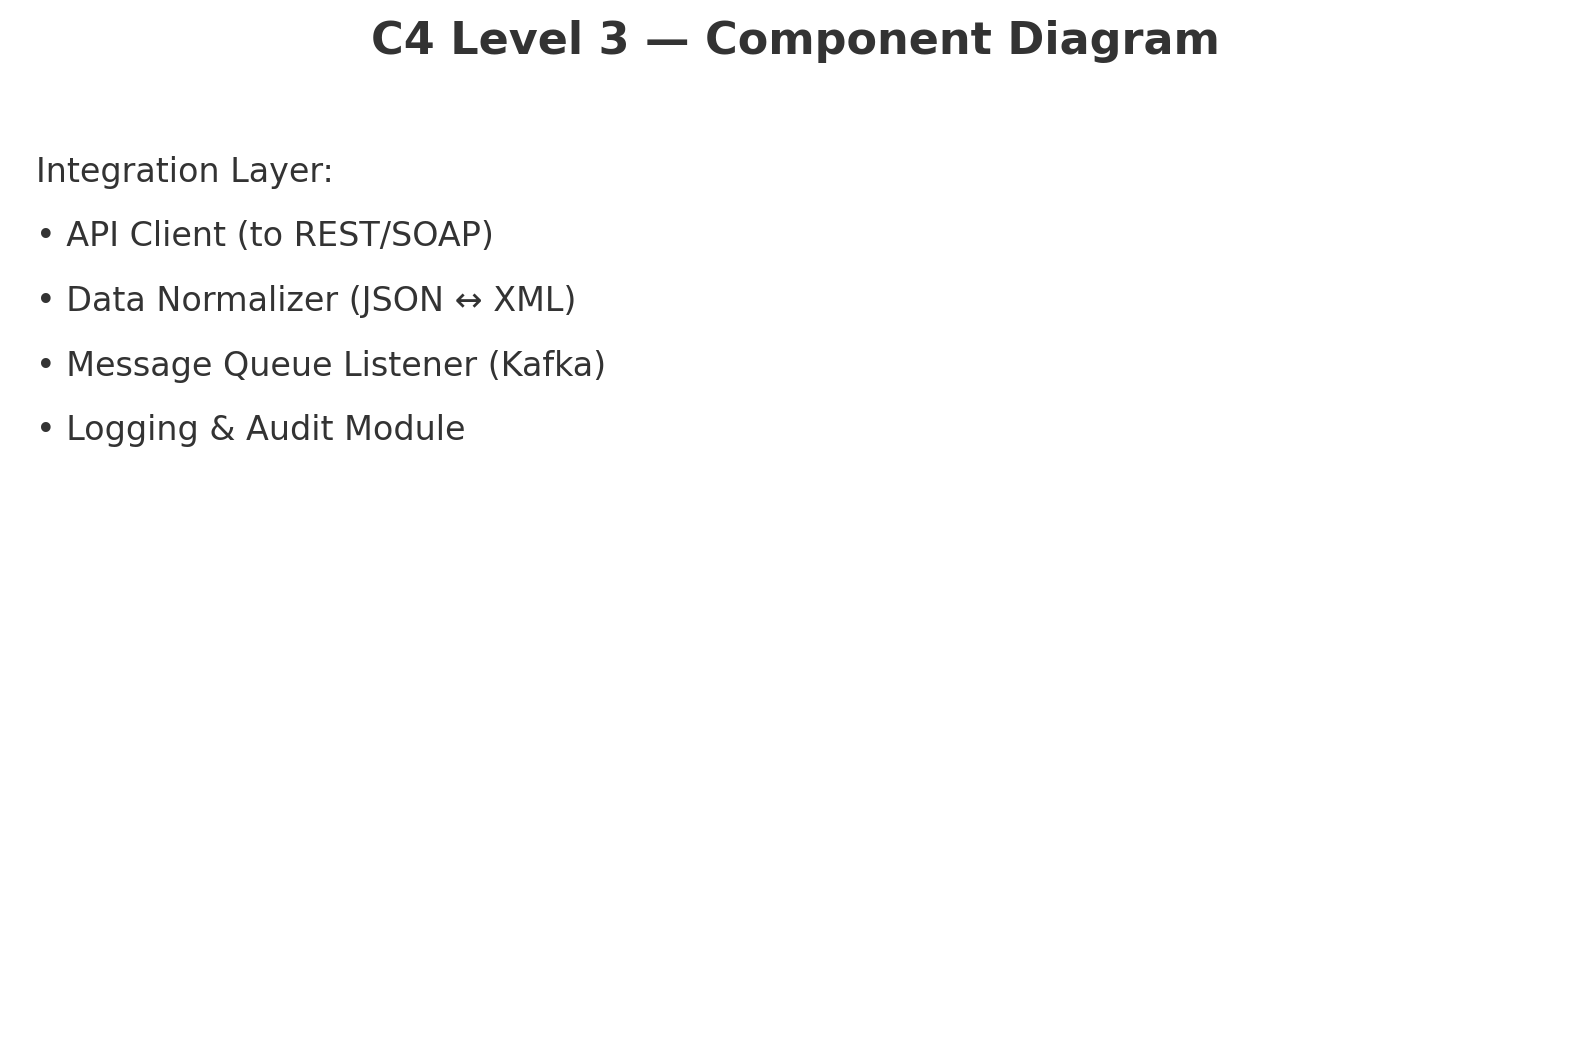 C4 Level 3 — Component Diagram
Integration Layer:
• API Client (to REST/SOAP)
• Data Normalizer (JSON ↔ XML)
• Message Queue Listener (Kafka)
• Logging & Audit Module